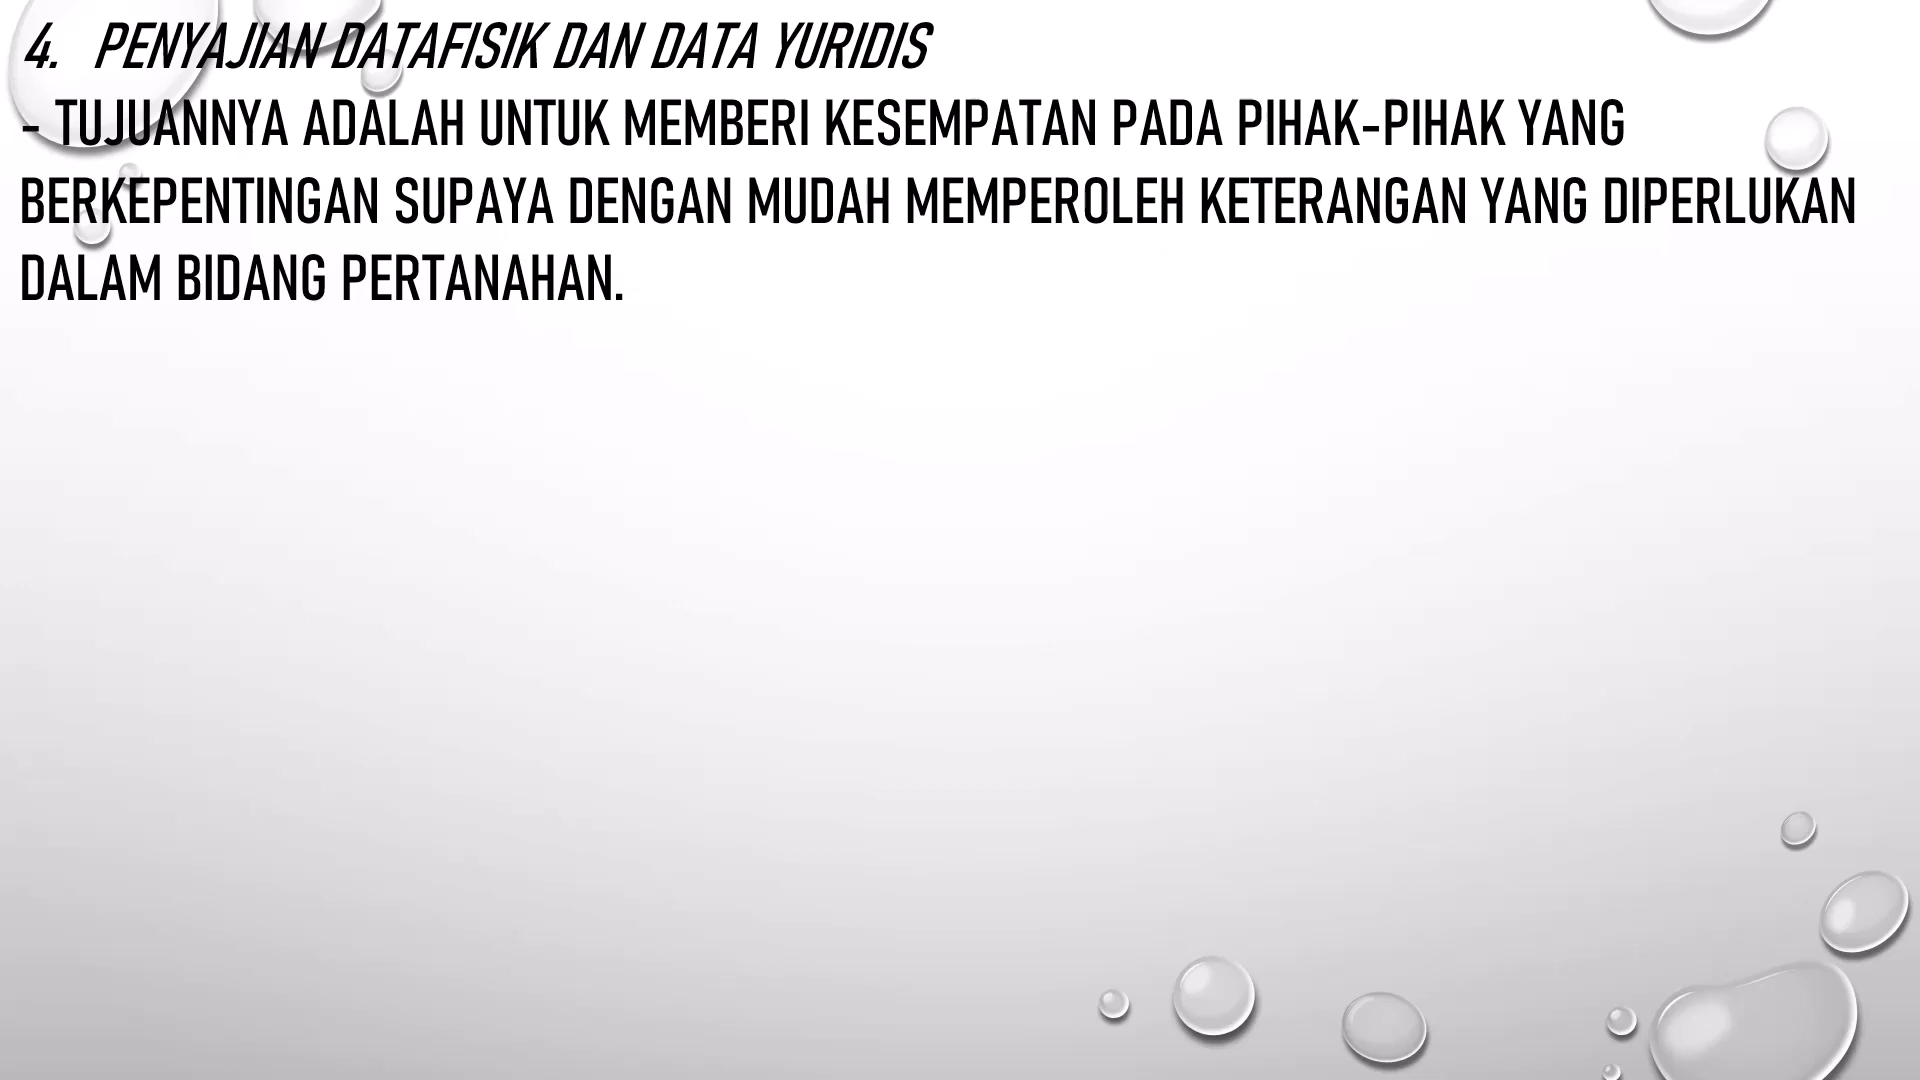 4. PENYAJIAN DATAFISIK DAN DATA YURIDIS
- TUJUANNYA ADALAH UNTUK MEMBERI KESEMPATAN PADA PIHAK-PIHAK YANG
BERKEPENTINGAN SUPAYA DENGAN MUDAH MEMPEROLEH KETERANGAN YANG DIPERLUKAN
DALAM BIDANG PERTANAHAN.